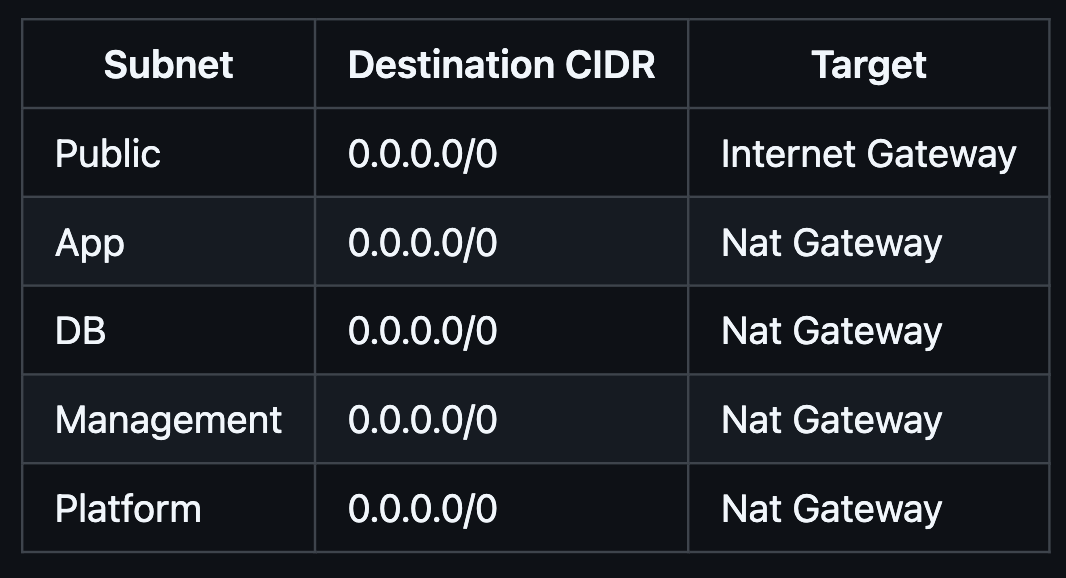 Subnet Destination CIDR Target
Public 0.0.0.0/0 Internet Gateway
App 0.0.0.0/0 Nat Gateway
DB 0.0.0.0/0 Nat Gateway
Management 0.0.0.0/0 Nat Gateway
Platform 0.0.0.0/0 Nat Gateway